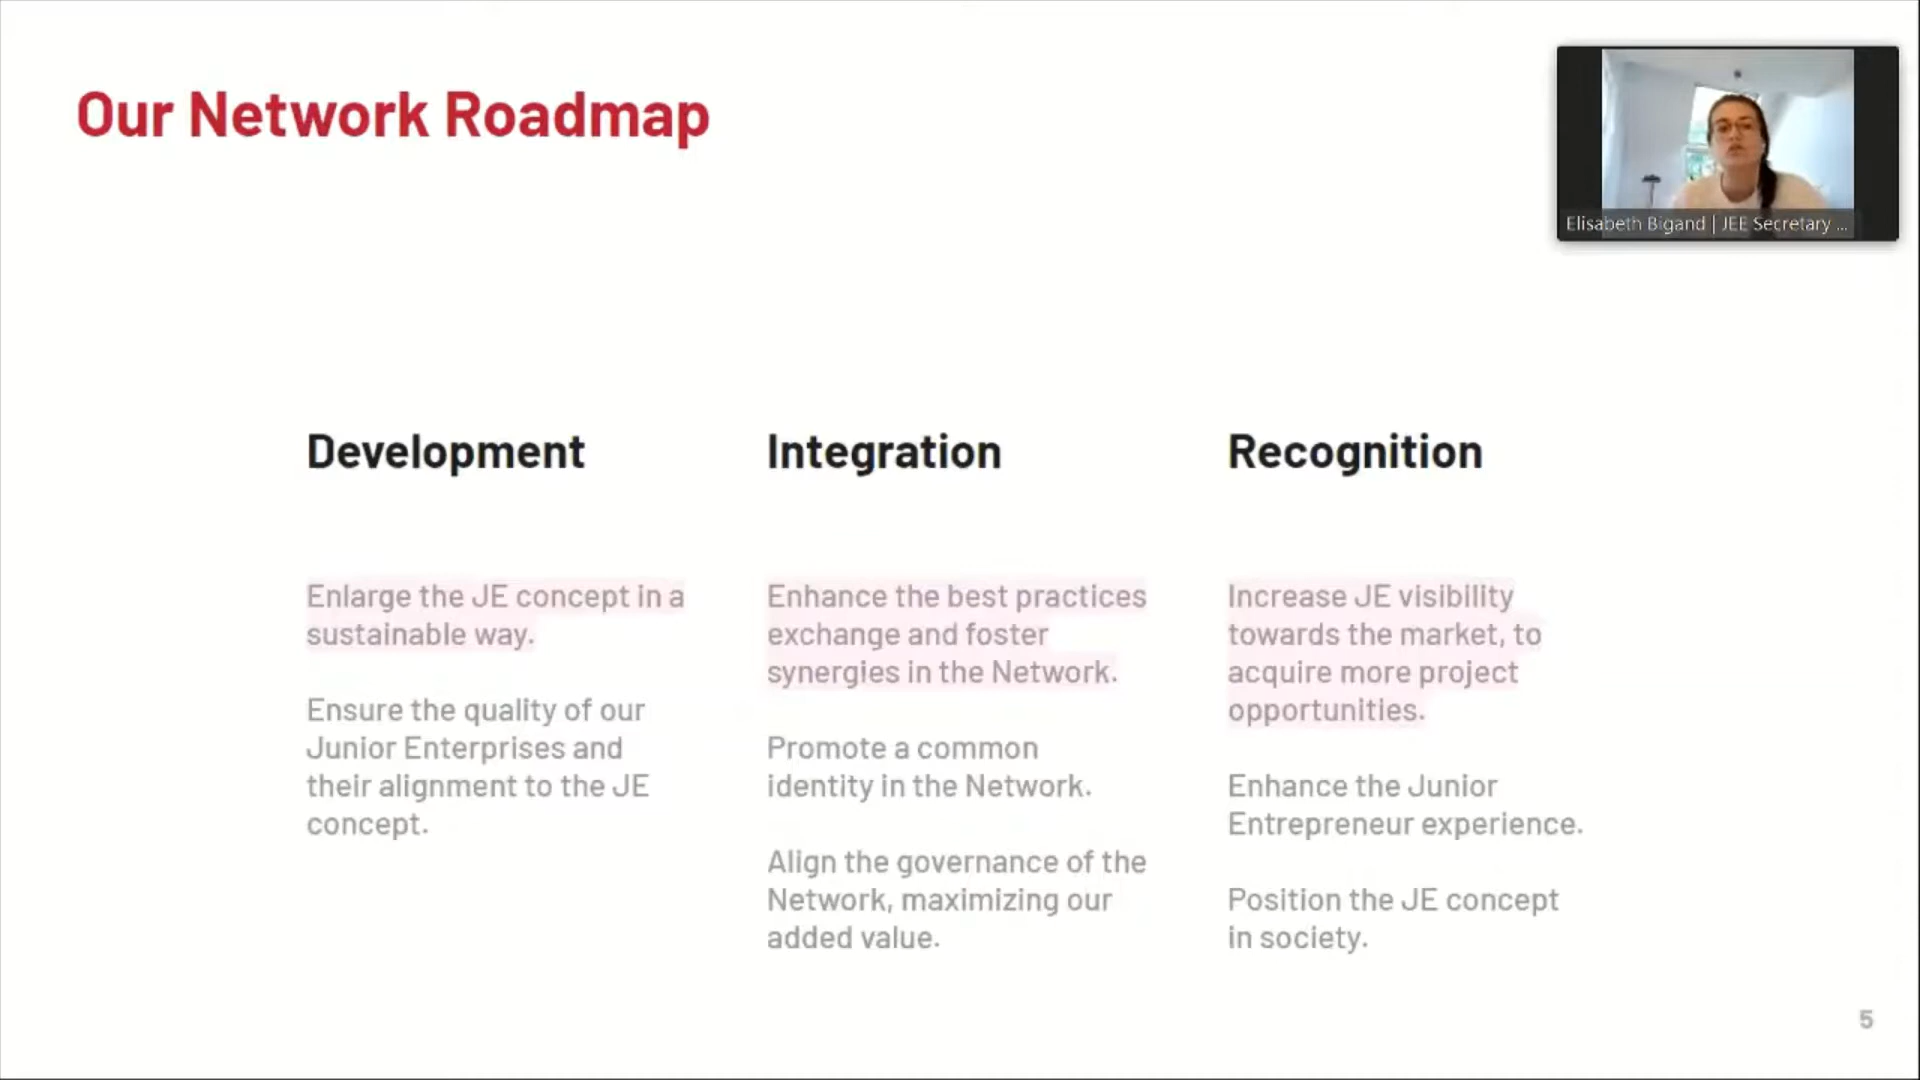 Our Network Roadmap
Elisabeth Bigand | JEE Secretary ...
Development
Enlarge the JE concept in a
sustainable way.
Ensure the quality of our
Junior Enterprises and
their alignment to the JE
concept.
Integration
Enhance the best practices
exchange and foster
synergies in the Network.
Promote a common
identity in the Network.
Align the governance of the
Network, maximizing our
added value.
Recognition
Increase JE visibility
towards the market, to
acquire more project
opportunities.
Enhance the Junior
Entrepreneur experience.
Position the JE concept
in society.
5